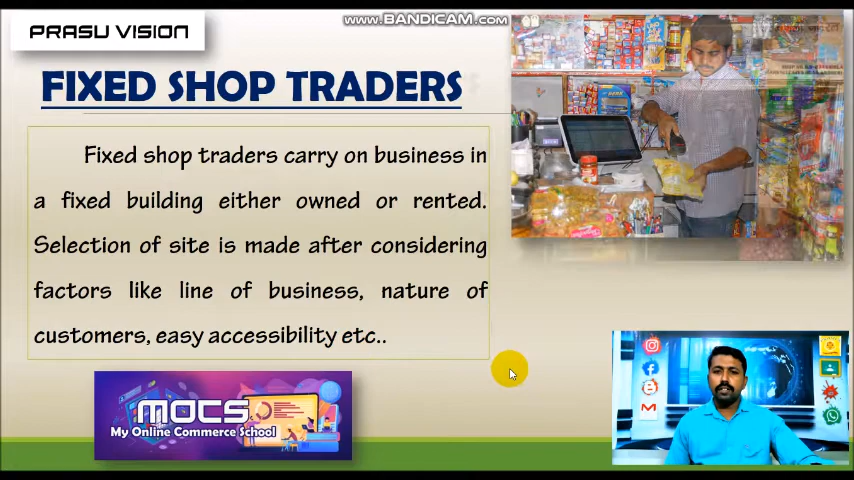 www.BANDICAM.com
PRASU VISION
FIXED SHOP TRADERS
Fixed shop traders carry on business in
a fixed building either owned or rented.
Selection of site is made after considering
factors like line of business, nature of
customers, easy accessibility etc..
MOCS
My Online Commerce School